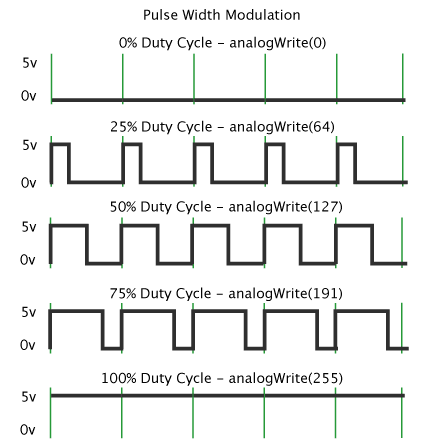 Pulse Width Modulation
0% Duty Cycle – analogWrite(0)
5v
0v
25% Duty Cycle – analogWrite(64)
5v
0v
50% Duty Cycle – analogWrite(127)
5v
0v
75% Duty Cycle – analogWrite(191)
5v
0v
100% Duty Cycle – analogWrite(255)
5v
0v